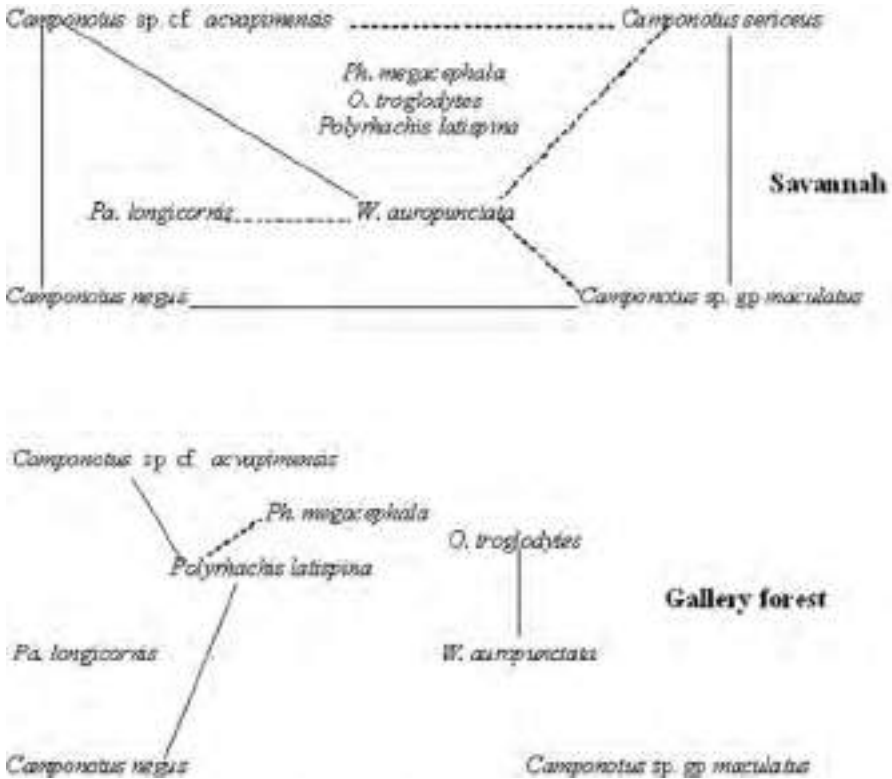 Camponotus sp. cf. acvapimensis Camponotus sericeus
Ph. megacephala
O. troglodytes
Polyrhachis latispina
Savannah
Pa. longicornis W. auropunctata
Camponotus negus Camponotus sp. gp maculatus
Camponotus sp cf. acvapimensis
Ph. megacephala
O. troglodytes
Polyrhachis latispina
Gallery forest
Pa. longicornis W. auropunctata
Camponotus negus Camponotus sp. gp maculatus